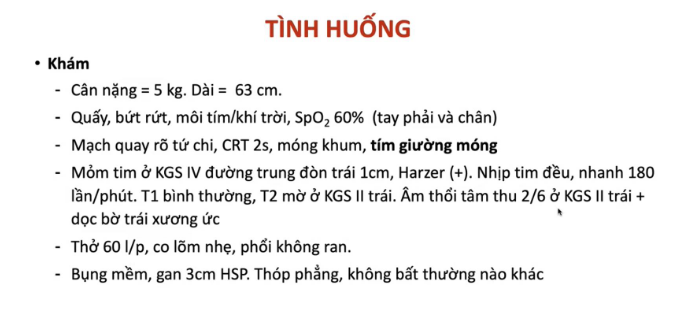 TÌNH HUỐNG
• Khám
- Cân nặng = 5 kg. Dài = 63 cm.
- Quấy, bứt rứt, môi tím/khí trời, SpO2 60% (tay phải và chân)
- Mạch quay rõ tứ chi, CRT 2s, móng khum, tím giường móng
- Mỏm tim ở KGS IV đường trung đòn trái 1cm, Harzer (+). Nhịp tim đều, nhanh 180
lần/phút. T1 bình thường, T2 mờ ở KGS II trái. Âm thổi tâm thu 2/6 ở KGS II trái +
dọc bờ trái xương ức
- Thở 60 l/p, co lõm nhẹ, phổi không ran.
- Bụng mềm, gan 3cm HSP. Thóp phẳng, không bất thường nào khác